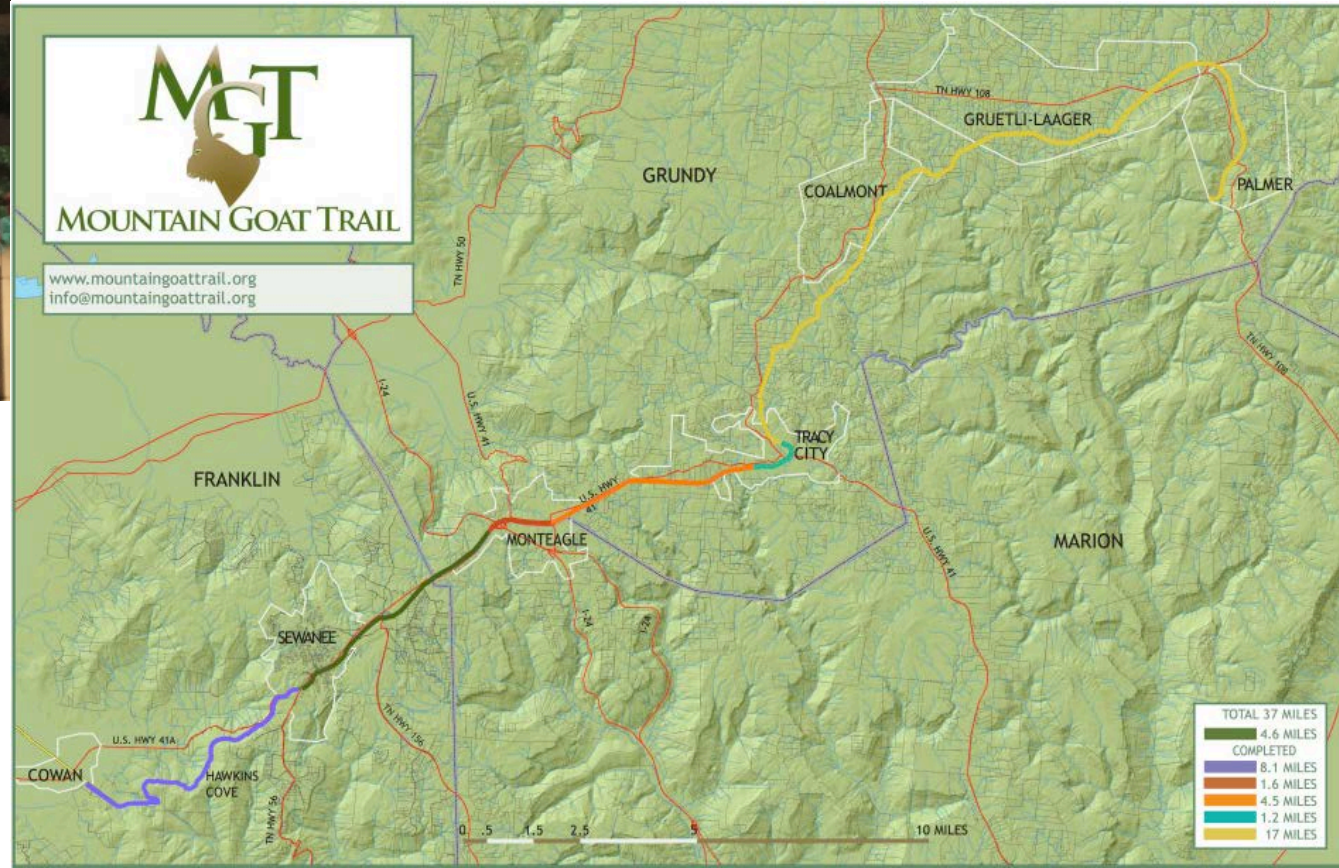 MGT
MOUNTAIN GOAT TRAIL
www.mountaingoattrail.org
info@mountaingoattrail.org
TN HWY 108
GRUETLI-LAAGER
GRUNDY
COALMONT
PALMER
TN HWY 50
I-24
U.S. HWY 41
TN HWY 108
TRACY
CITY
FRANKLIN
U.S. HWY
41
MONTEAGLE
U.S. HWY 41
MARION
SEWANEE
I-24
I-24
U.S. HWY 41A
TN HWY 156
COWAN
HAWKINS
COVE
TN HWY 56
0 .5 1.5 2.5 5 10 MILES
TOTAL 37 MILES
4.6 MILES
COMPLETED
8.1 MILES
1.6 MILES
4.5 MILES
1.2 MILES
17 MILES